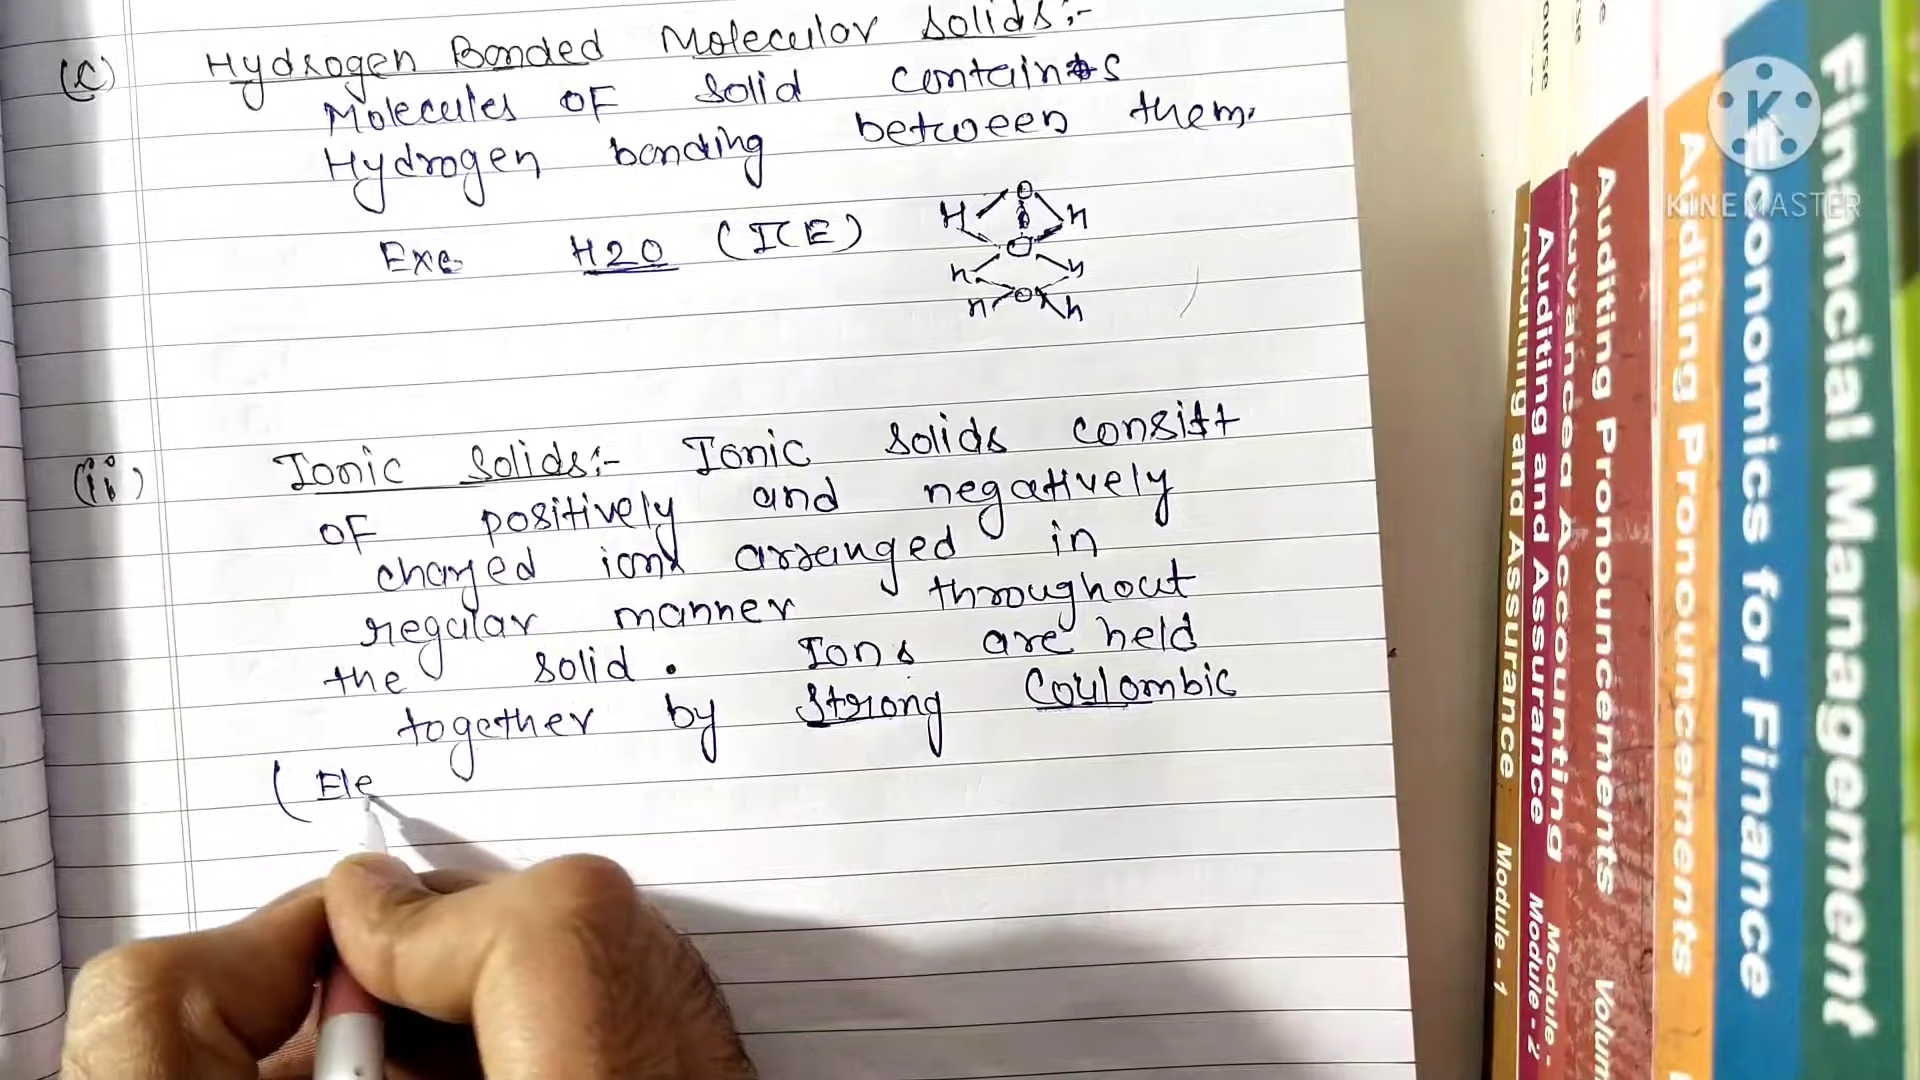 (C) Hydrogen Bonded Molecular Solids:-
Molecules OF Solid contains
Hydrogen bonding between them.
Exe H2O (ICE)
H O H
O
h h
h O h
(ii) Ionic Solids:- Ionic Solids consist
OF positively and negatively
charged ions arranged in
regular manner throughout
the solid. Ions are held
together by Strong Coulombic
(Ele
ourse
Auditing and Assurance Module - 1
Auditing and Assurance Module - 2
Advanced Accounting Module -
Auditing Pronouncements Volum
Auditing Pronouncements
Economics for Finance
Financial Management
K
KINEMASTER